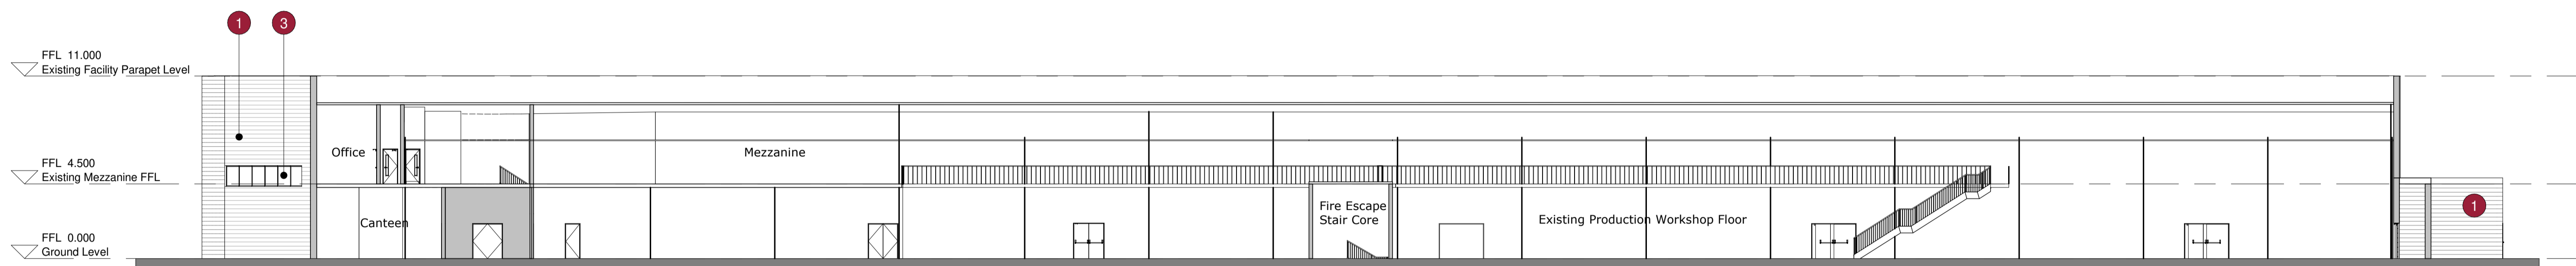 1
3
FFL 11.000
Existing Facility Parapet Level
FFL 4.500
Existing Mezzanine FFL
FFL 0.000
Ground Level
Office
Mezzanine
Canteen
Fire Escape
Stair Core
Existing Production Workshop Floor
1